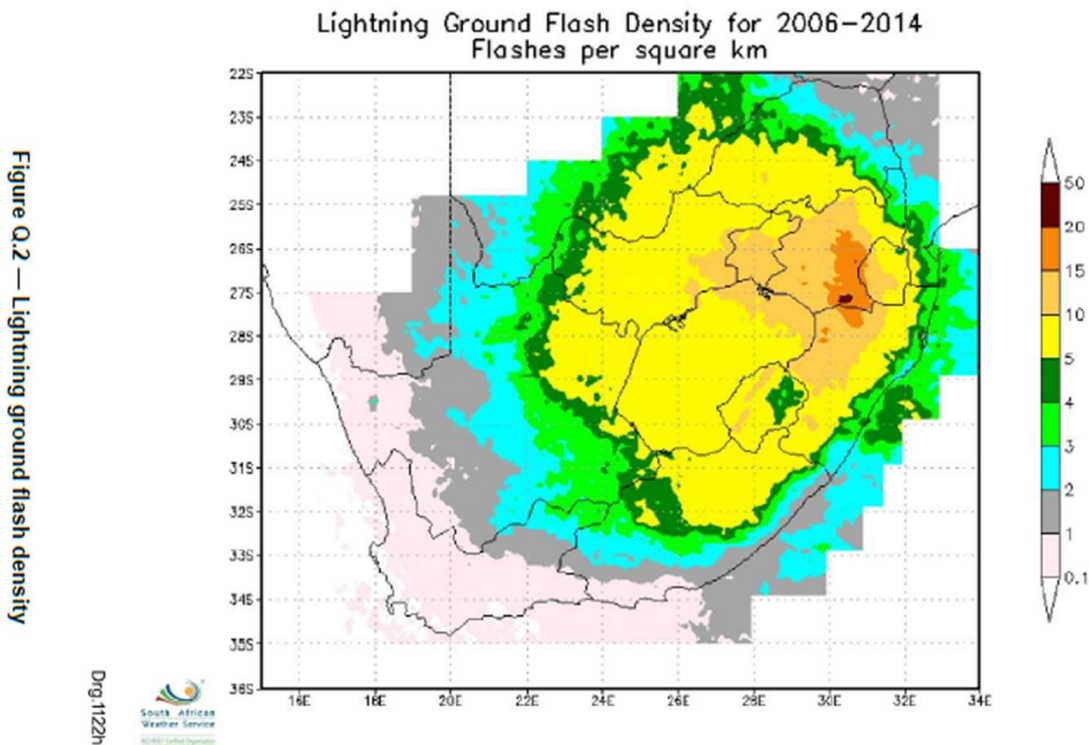 Lightning Ground Flash Density for 2006–2014
Flashes per square km
22S
23S
24S
25S
26S
27S
28S
29S
30S
31S
32S
33S
34S
35S
36S
16E
18E
20E
22E
24E
26E
28E
30E
32E
34E
50
20
15
10
5
4
3
2
1
0.1
Figure Q.2 — Lightning ground flash density
Drg.1122h
South African
Weather Service